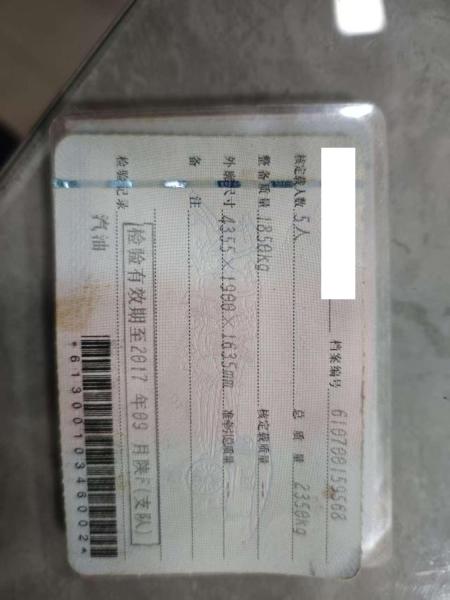 档案编号 610700159568
核定载人数 5人 总质量 2350kg
整备质量 1850kg 核定载质量 --
外廓尺寸 4355×1900×1635mm 准牵引总质量 --
备注
检验记录 检验有效期至2017年09月陕F(支队)
汽油
*6130010346002*